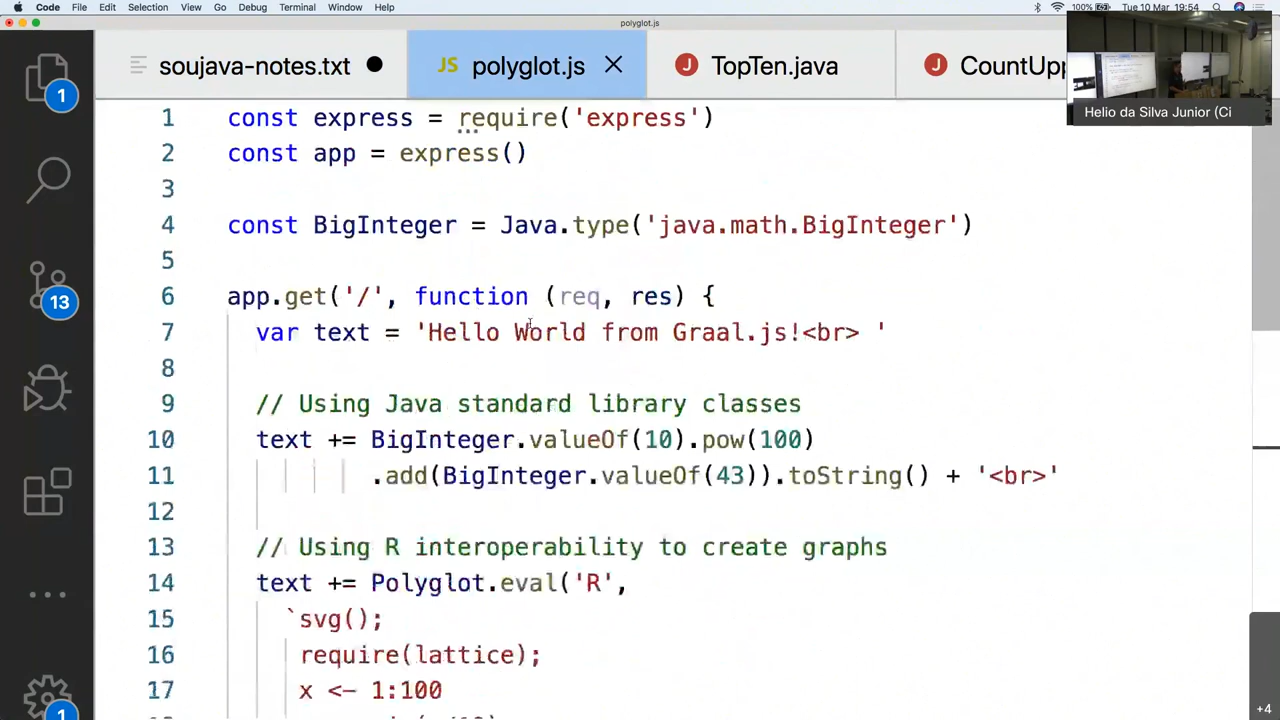 Code File Edit Selection View Go Debug Terminal Window Help 100% Tue 10 Mar 19:54
polyglot.js
soujava-notes.txt JS polyglot.js TopTen.java CountUpp
Helio da Silva Junior (Ci
1 const express = require('express')
2 const app = express()
3
4 const BigInteger = Java.type('java.math.BigInteger')
5
6 app.get('/', function (req, res) {
7 var text = 'Hello World from Graal.js!<br> '
8
9 // Using Java standard library classes
10 text += BigInteger.valueOf(10).pow(100)
11 .add(BigInteger.valueOf(43)).toString() + '<br>'
12
13 // Using R interoperability to create graphs
14 text += Polyglot.eval('R',
15 `svg();
16 require(lattice);
17 x <- 1:100
1
13
1
+4